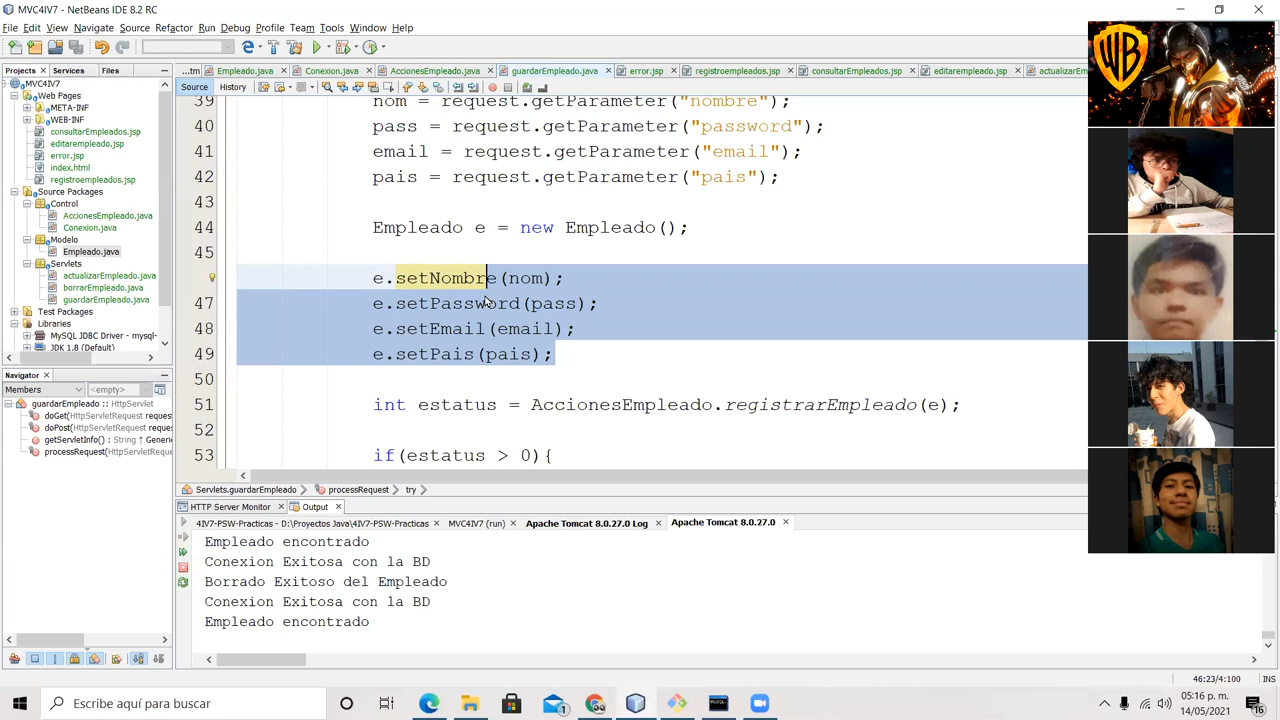 MVC4IV7 - NetBeans IDE 8.2 RC
File Edit View Navigate Source Refactor Run Debug Profile Team Tools Window Help
Projects Services Files
...tm Empleado.java Conexion.java AccionesEmpleado.java guardarEmpleado.java error.jsp registroempleados.jsp consultarEmpleados.jsp editarempleado.jsp actualizarEm
MVC4IV7
Web Pages
META-INF
WEB-INF
consultarEmpleados.jsp
editarempleado.jsp
error.jsp
index.html
registroempleados.jsp
Source Packages
Control
AccionesEmpleado.java
Conexion.java
Modelo
Empleado.java
Servlets
actualizarEmpleado.java
borrarEmpleado.java
guardarEmpleado.java
Test Packages
Libraries
MySQL JDBC Driver - mysql-
JDK 1.8 (Default)
Source History
39 nom = request.getParameter("nombre");
40 pass = request.getParameter("password");
41 email = request.getParameter("email");
42 pais = request.getParameter("pais");
43
44 Empleado e = new Empleado();
45
e.setNombre(nom);
47 e.setPassword(pass);
48 e.setEmail(email);
49 e.setPais(pais);
50
51 int estatus = AccionesEmpleado.registrarEmpleado(e);
52
53 if(estatus > 0){
Navigator
Members <empty>
guardarEmpleado :: HttpServlet
doGet(HttpServletRequest reques
doPost(HttpServletRequest reque
getServletInfo() : String ↑ Generic
processRequest(HttpServletReque
Servlets.guardarEmpleado processRequest try
HTTP Server Monitor Output
4IV7-PSW-Practicas - D:\Proyectos Java\4IV7-PSW-Practicas MVC4IV7 (run) Apache Tomcat 8.0.27.0 Log Apache Tomcat 8.0.27.0
Empleado encontrado
Conexion Exitosa con la BD
Borrado Exitoso del Empleado
Conexion Exitosa con la BD
Empleado encontrado
46:23/4:100 INS
WB
Escribe aquí para buscar
1
05:16 p. m.
14/05/2021
16